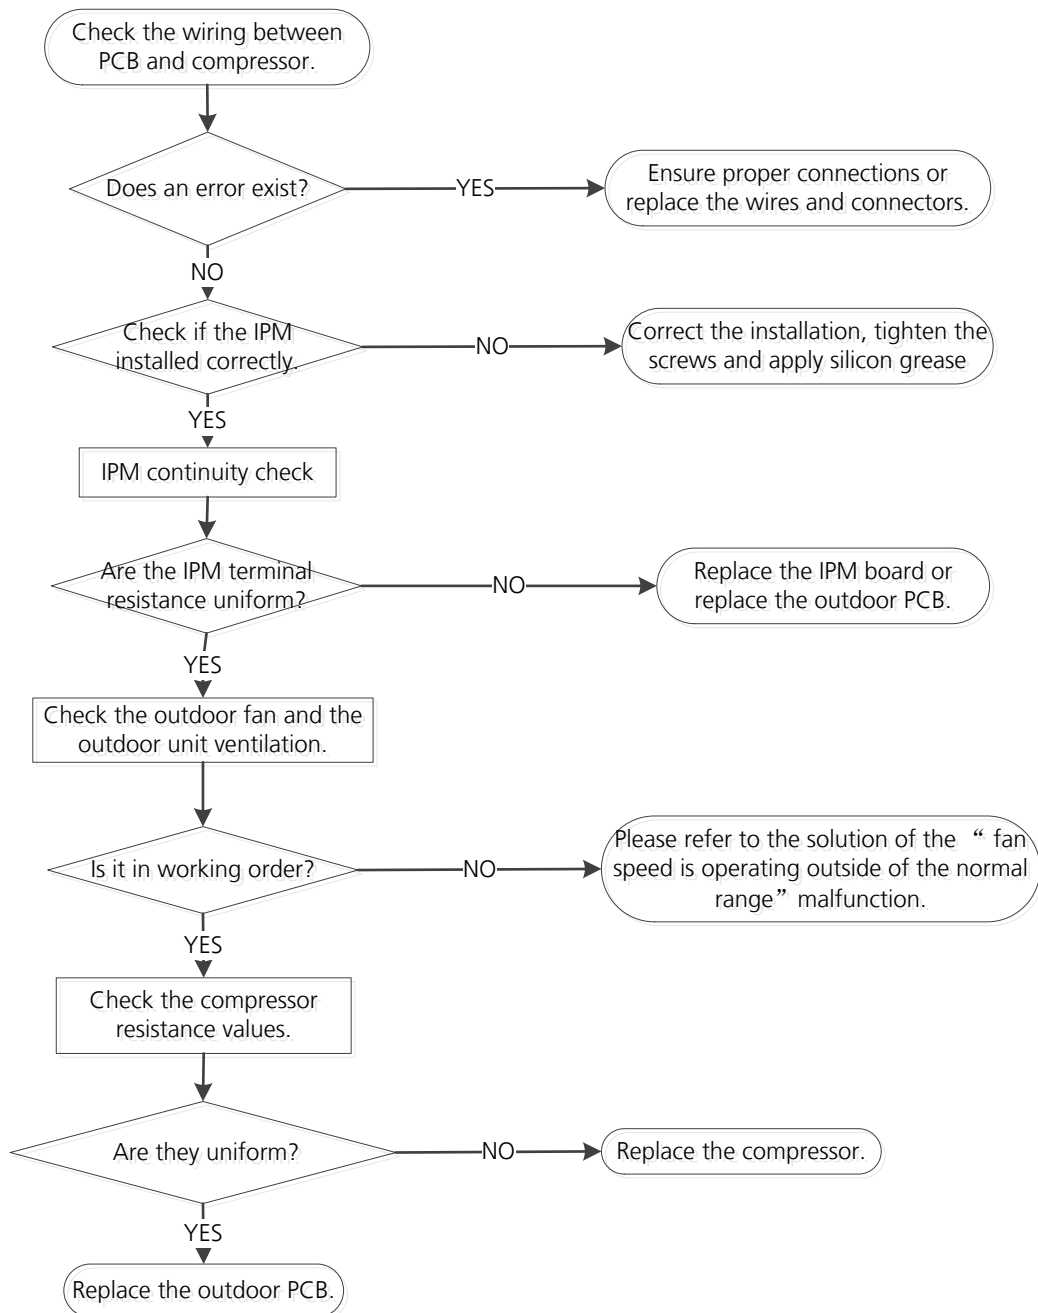 Check the wiring between
PCB and compressor.
Does an error exist?
YES
Ensure proper connections or
replace the wires and connectors.
NO
Check if the IPM
installed correctly.
NO
Correct the installation, tighten the
screws and apply silicon grease
YES
IPM continuity check
Are the IPM terminal
resistance uniform?
NO
Replace the IPM board or
replace the outdoor PCB.
YES
Check the outdoor fan and the
outdoor unit ventilation.
Is it in working order?
NO
Please refer to the solution of the “ fan
speed is operating outside of the normal
range” malfunction.
YES
Check the compressor
resistance values.
Are they uniform?
NO
Replace the compressor.
YES
Replace the outdoor PCB.